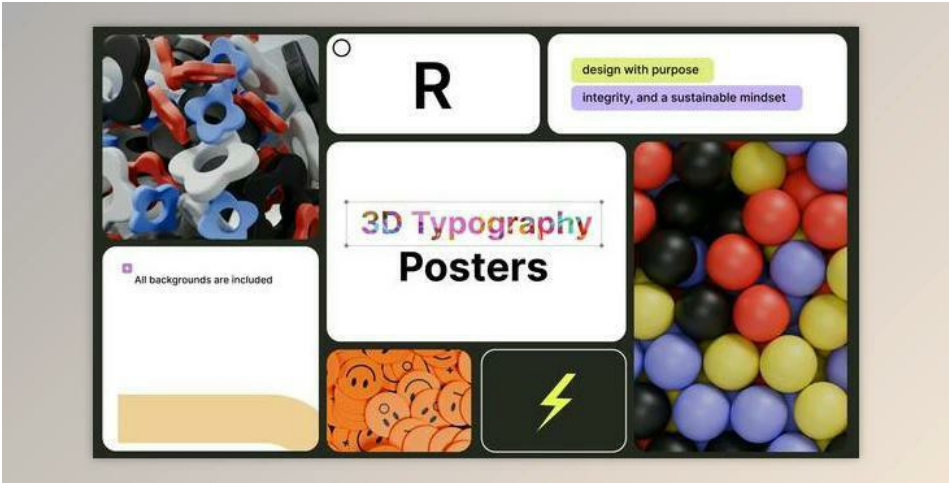 R
design with purpose
integrity, and a sustainable mindset
3D Typography
Posters
All backgrounds are included